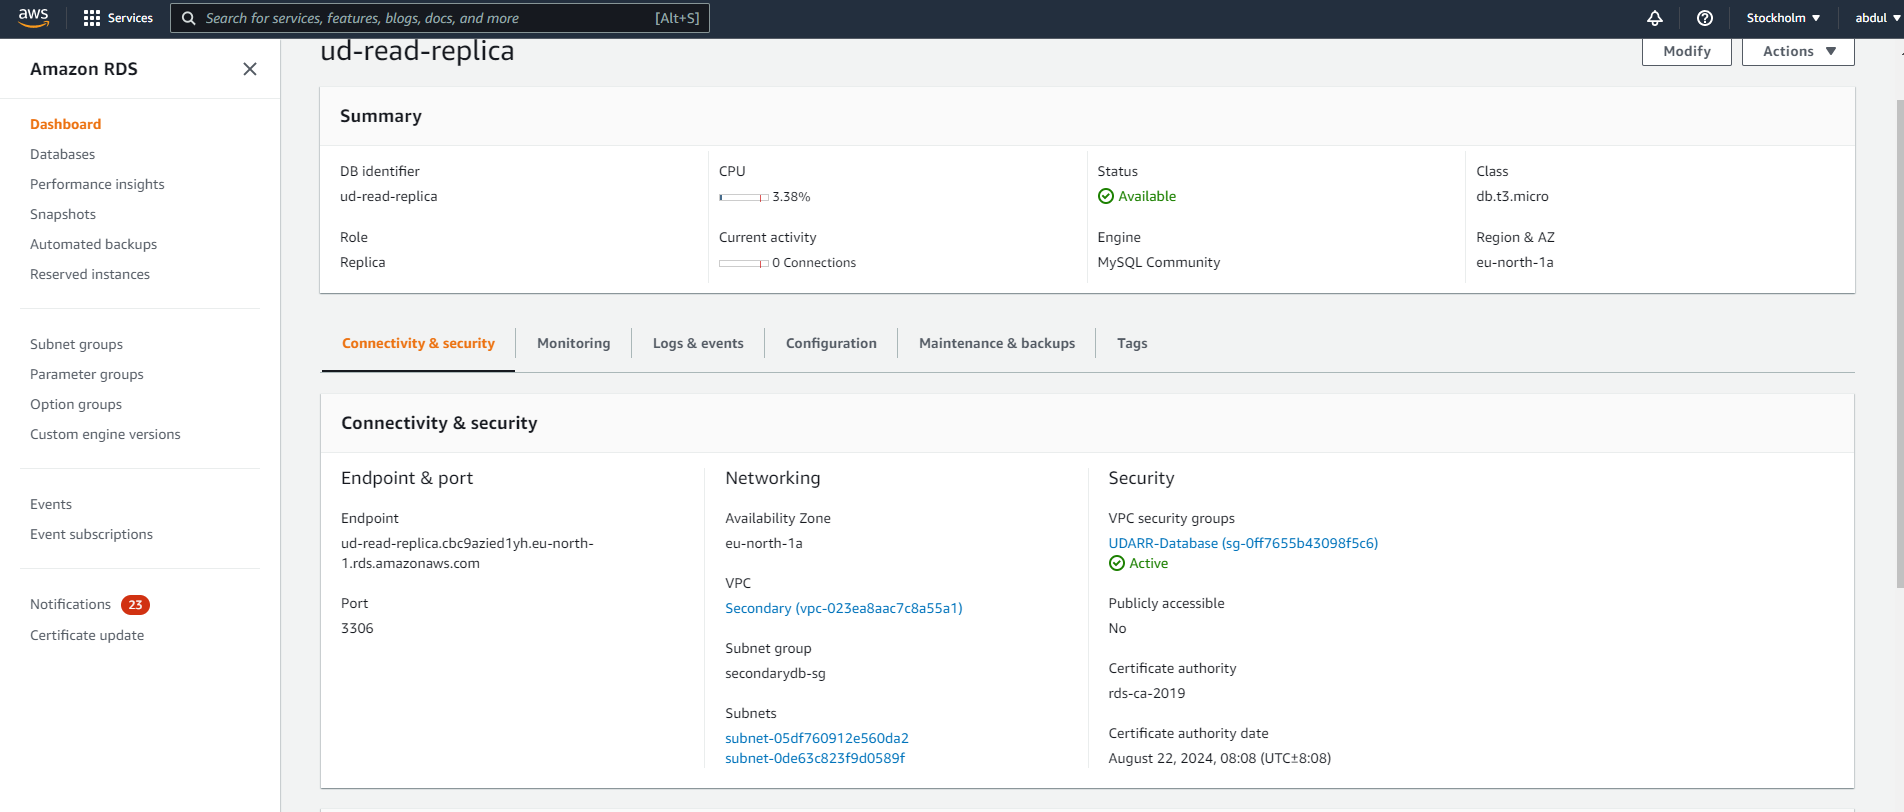 aws
Services
Search for services, features, blogs, docs, and more
[Alt+S]
Stockholm
abdul
Amazon RDS
Dashboard
Databases
Performance insights
Snapshots
Automated backups
Reserved instances
Subnet groups
Parameter groups
Option groups
Custom engine versions
Events
Event subscriptions
Notifications 23
Certificate update
ud-read-replica
Modify
Actions
Summary
DB identifier
ud-read-replica
Role
Replica
CPU
3.38%
Current activity
0 Connections
Status
Available
Engine
MySQL Community
Class
db.t3.micro
Region & AZ
eu-north-1a
Connectivity & security
Monitoring
Logs & events
Configuration
Maintenance & backups
Tags
Connectivity & security
Endpoint & port
Endpoint
ud-read-replica.cbc9azied1yh.eu-north-
1.rds.amazonaws.com
Port
3306
Networking
Availability Zone
eu-north-1a
VPC
Secondary (vpc-023ea8aac7c8a55a1)
Subnet group
secondarydb-sg
Subnets
subnet-05df760912e560da2
subnet-0de63c823f9d0589f
Security
VPC security groups
UDARR-Database (sg-0ff7655b43098f5c6)
Active
Publicly accessible
No
Certificate authority
rds-ca-2019
Certificate authority date
August 22, 2024, 08:08 (UTC±8:08)